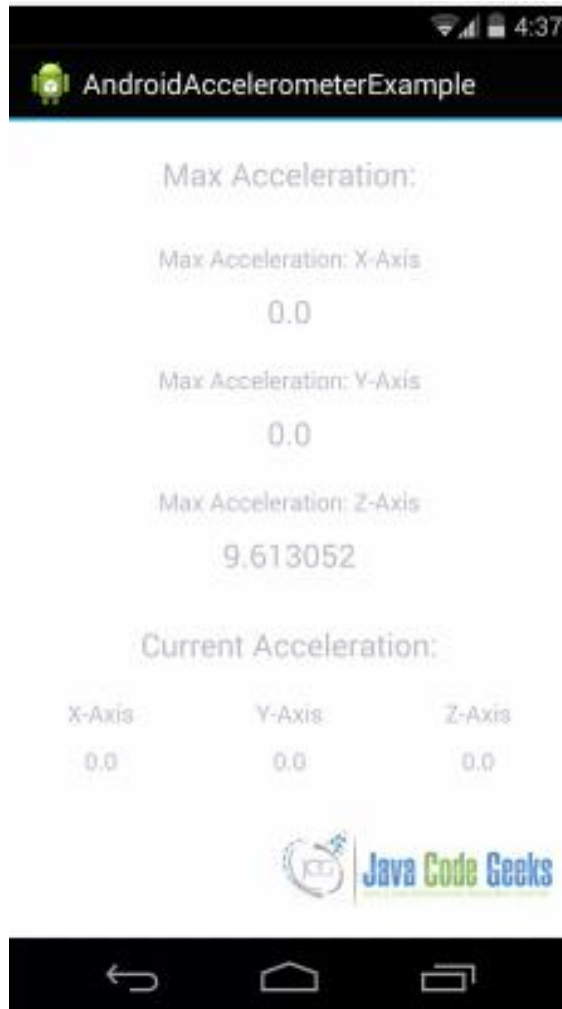 4:37
AndroidAccelerometerExample
Max Acceleration:
Max Acceleration: X-Axis
0.0
Max Acceleration: Y-Axis
0.0
Max Acceleration: Z-Axis
9.613052
Current Acceleration:
X-Axis Y-Axis Z-Axis
0.0 0.0 0.0
JCG Java Code Geeks